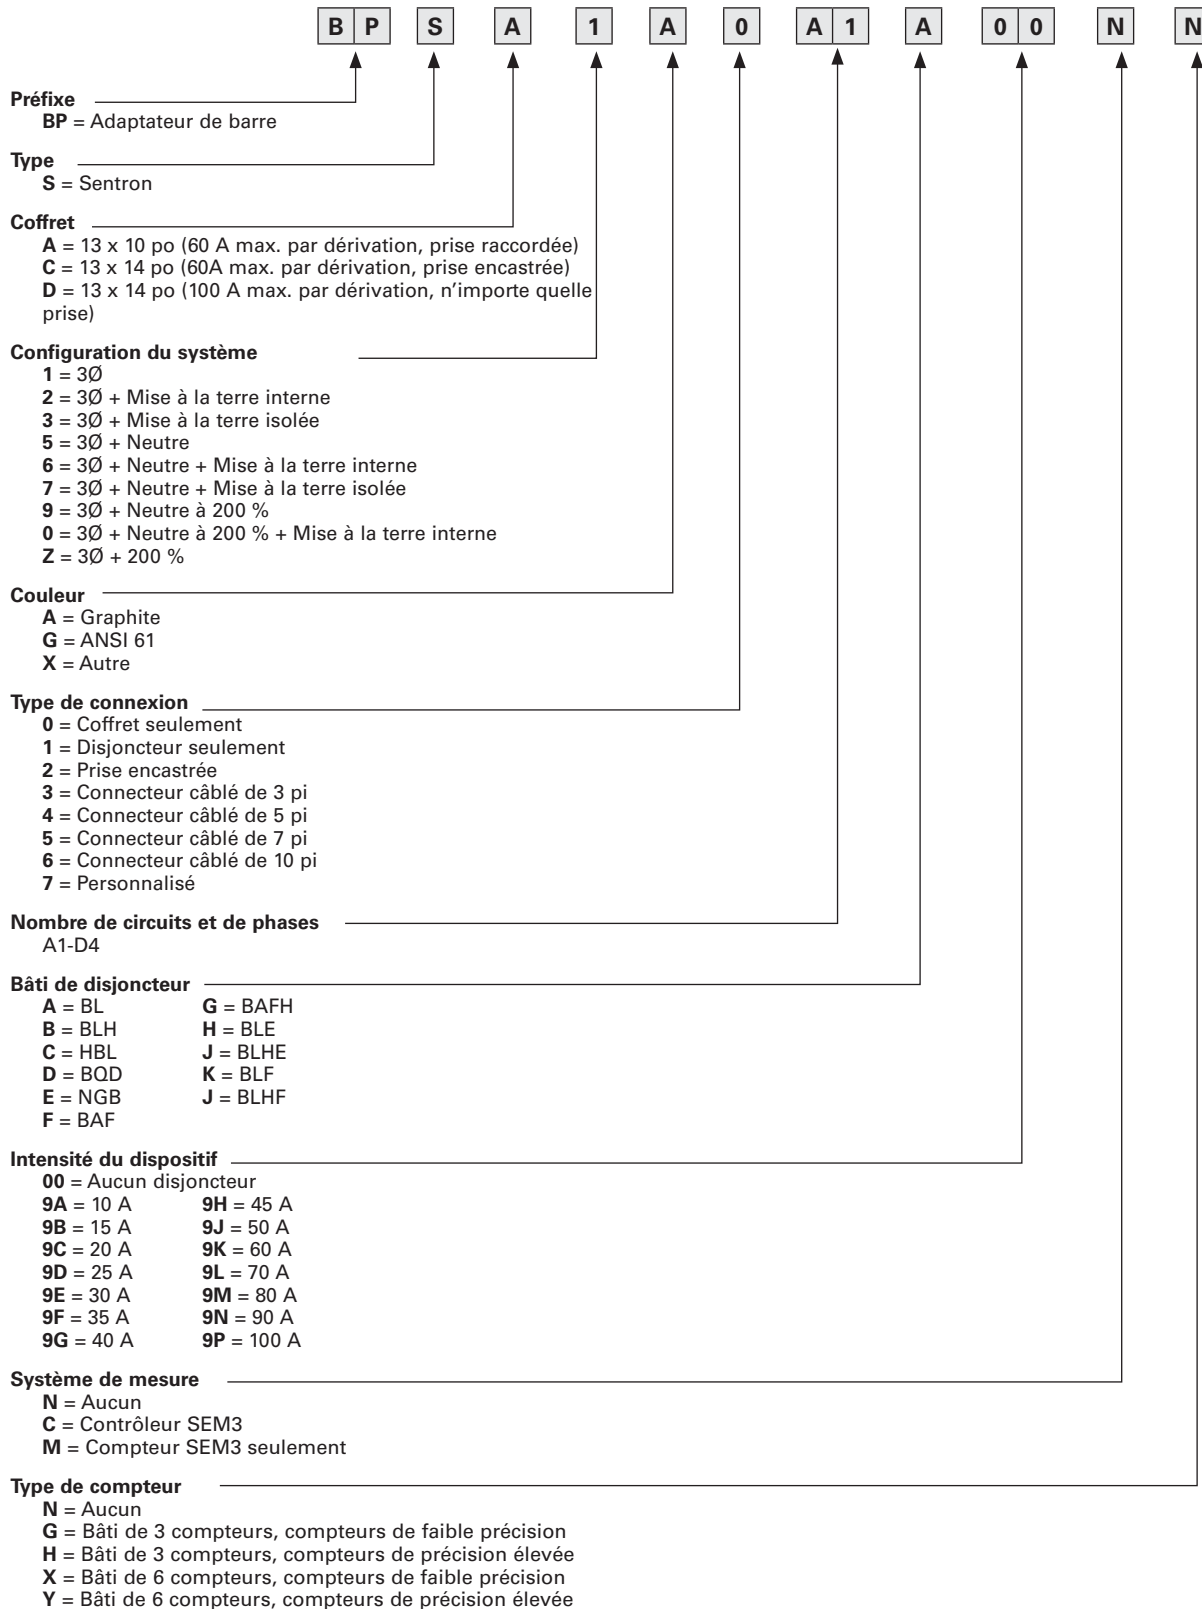 B P S A 1 A 0 A 1 A 0 0 N N
Préfixe
BP = Adaptateur de barre
Type
S = Sentron
Coffret
A = 13 x 10 po (60 A max. par dérivation, prise raccordée)
C = 13 x 14 po (60A max. par dérivation, prise encastrée)
D = 13 x 14 po (100 A max. par dérivation, n'importe quelle
prise)
Configuration du système
1 = 3Ø
2 = 3Ø + Mise à la terre interne
3 = 3Ø + Mise à la terre isolée
5 = 3Ø + Neutre
6 = 3Ø + Neutre + Mise à la terre interne
7 = 3Ø + Neutre + Mise à la terre isolée
9 = 3Ø + Neutre à 200 %
0 = 3Ø + Neutre à 200 % + Mise à la terre interne
Z = 3Ø + 200 %
Couleur
A = Graphite
G = ANSI 61
X = Autre
Type de connexion
0 = Coffret seulement
1 = Disjoncteur seulement
2 = Prise encastrée
3 = Connecteur câblé de 3 pi
4 = Connecteur câblé de 5 pi
5 = Connecteur câblé de 7 pi
6 = Connecteur câblé de 10 pi
7 = Personnalisé
Nombre de circuits et de phases
A1-D4
Bâti de disjoncteur
A = BL G = BAFH
B = BLH H = BLE
C = HBL J = BLHE
D = BQD K = BLF
E = NGB J = BLHF
F = BAF
Intensité du dispositif
00 = Aucun disjoncteur
9A = 10 A 9H = 45 A
9B = 15 A 9J = 50 A
9C = 20 A 9K = 60 A
9D = 25 A 9L = 70 A
9E = 30 A 9M = 80 A
9F = 35 A 9N = 90 A
9G = 40 A 9P = 100 A
Système de mesure
N = Aucun
C = Contrôleur SEM3
M = Compteur SEM3 seulement
Type de compteur
N = Aucun
G = Bâti de 3 compteurs, compteurs de faible précision
H = Bâti de 3 compteurs, compteurs de précision élevée
X = Bâti de 6 compteurs, compteurs de faible précision
Y = Bâti de 6 compteurs, compteurs de précision élevée